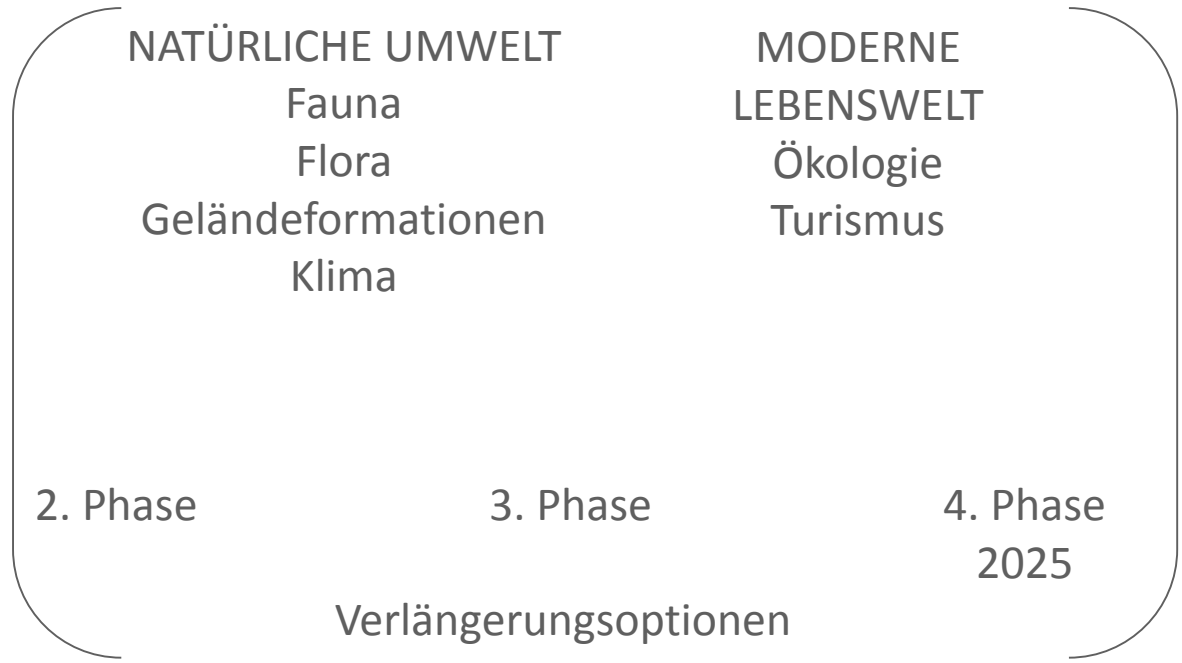 NATÜRLICHE UMWELT
Fauna
Flora
Geländeformationen
Klima
MODERNE
LEBENSWELT
Ökologie
Turismus
2. Phase
3. Phase
4. Phase
2025
Verlängerungsoptionen